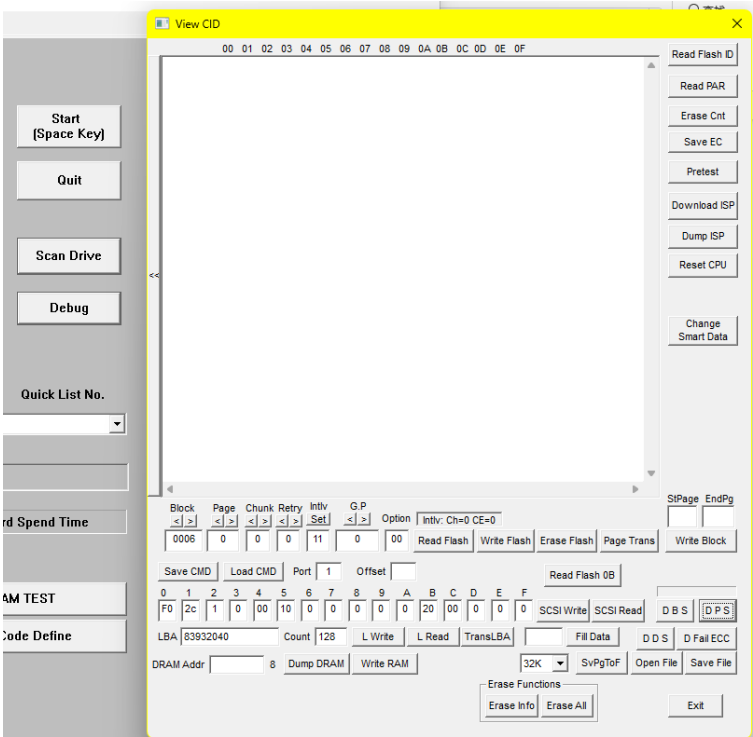 View CID
00 01 02 03 04 05 06 07 08 09 0A 0B 0C 0D 0E 0F
Read Flash ID
Read PAR
Erase Cnt
Save EC
Pretest
Download ISP
Dump ISP
Reset CPU
Change
Smart Data
Start
(Space Key)
Quit
Scan Drive
Debug
Quick List No.
rd Spend Time
AM TEST
Code Define
<<
StPage EndPg
Block Page Chunk Retry Intlv G.P
< > < > < > < > Set < > Option Intlv: Ch=0 CE=0
0006 0 0 0 11 0 00 Read Flash Write Flash Erase Flash Page Trans Write Block
Save CMD Load CMD Port 1 Offset Read Flash 0B
0 1 2 3 4 5 6 7 8 9 A B C D E F
F0 2c 1 0 00 10 0 0 0 0 0 20 00 0 0 0 SCSI Write SCSI Read D B S D P S
LBA 83932040 Count 128 L Write L Read TransLBA Fill Data D D S D Fail ECC
DRAM Addr 8 Dump DRAM Write RAM 32K SvPgToF Open File Save File
Erase Functions
Erase Info Erase All Exit